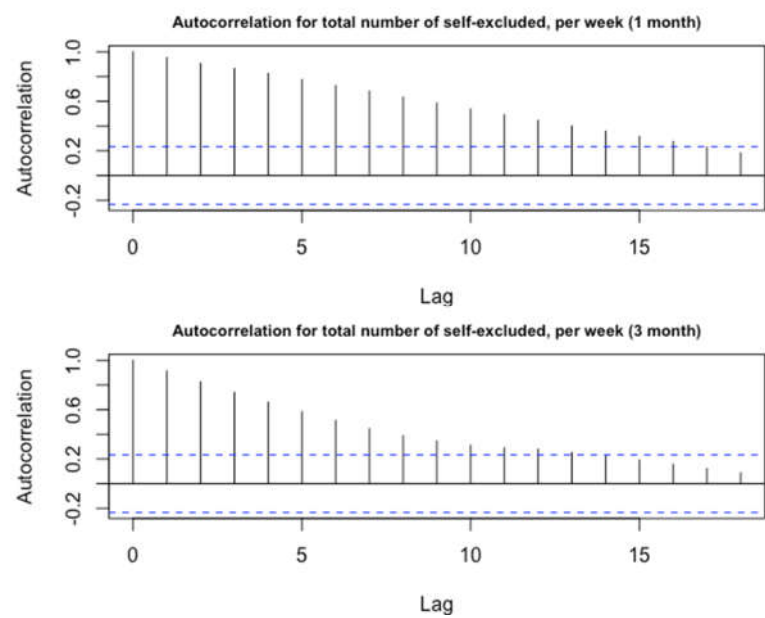 Autocorrelation for total number of self-excluded, per week (1 month)
Autocorrelation
1.0
0.6
0.2
-0.2
0 5 10 15
Lag
Autocorrelation for total number of self-excluded, per week (3 month)
Autocorrelation
1.0
0.6
0.2
-0.2
0 5 10 15
Lag